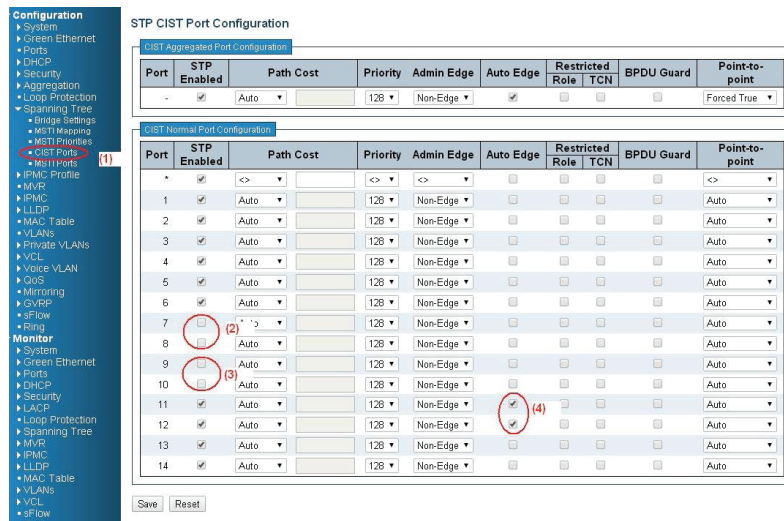 Configuration
System
Green Ethernet
Ports
DHCP
Security
Aggregation
Loop Protection
Spanning Tree
Bridge Settings
MSTI Mapping
MSTI Priorities
CIST Ports
(1)
MSTI Ports
IPMC Profile
MVR
IPMC
LLDP
MAC Table
VLANs
Private VLANs
VCL
Voice VLAN
QoS
Mirroring
GVRP
sFlow
Ring
Monitor
System
Green Ethernet
Ports
DHCP
Security
LACP
Loop Protection
Spanning Tree
MVR
IPMC
LLDP
MAC Table
VLANs
VCL
sFlow
STP CIST Port Configuration
CIST Aggregated Port Configuration
Port STP Enabled Path Cost Priority Admin Edge Auto Edge Restricted Role TCN BPDU Guard Point-to-point
- Auto 128 Non-Edge Forced True
CIST Normal Port Configuration
Port STP Enabled Path Cost Priority Admin Edge Auto Edge Restricted Role TCN BPDU Guard Point-to-point
* <> <> <> <>
1 Auto 128 Non-Edge Auto
2 Auto 128 Non-Edge Auto
3 Auto 128 Non-Edge Auto
4 Auto 128 Non-Edge Auto
5 Auto 128 Non-Edge Auto
6 Auto 128 Non-Edge Auto
7 (2) 128 Non-Edge Auto
8 Auto 128 Non-Edge Auto
9 (3) Auto 128 Non-Edge Auto
10 Auto 128 Non-Edge Auto
11 Auto 128 Non-Edge (4) Auto
12 Auto 128 Non-Edge Auto
13 Auto 128 Non-Edge Auto
14 Auto 128 Non-Edge Auto
Save Reset